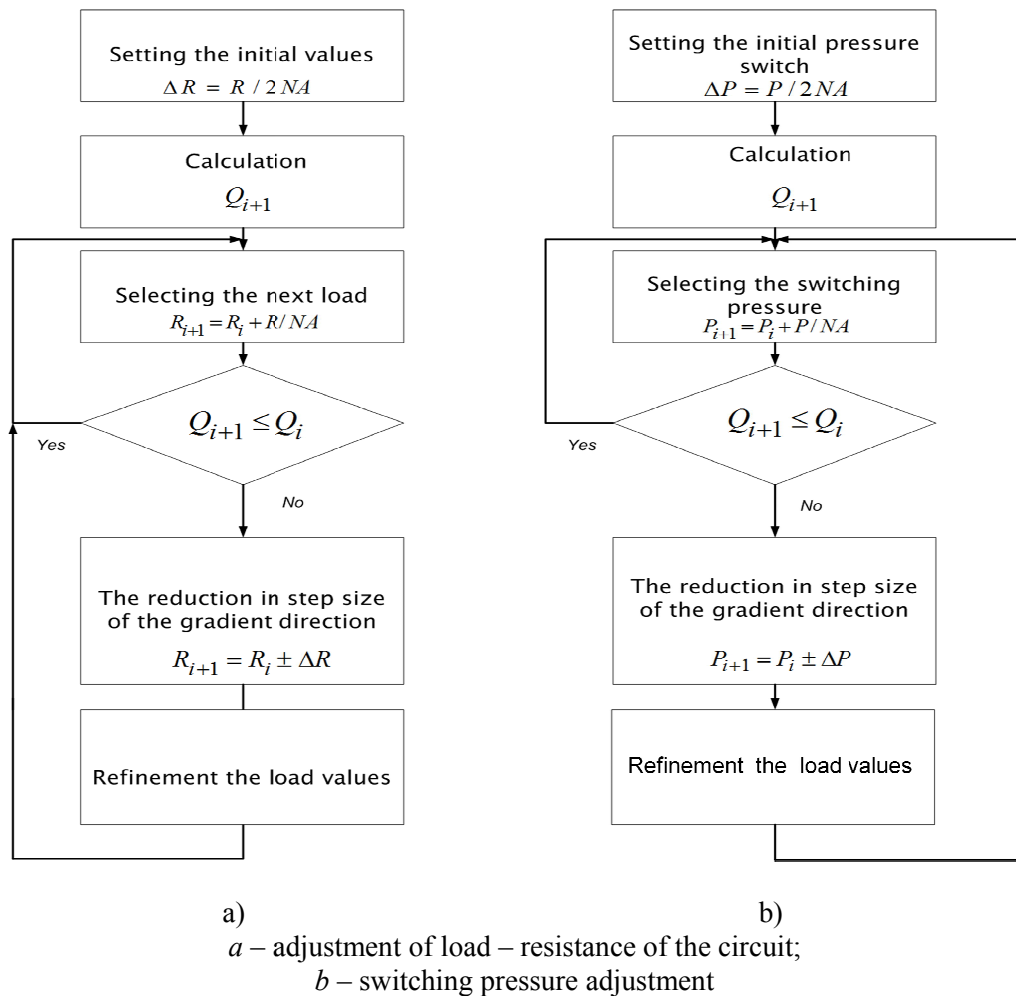 Setting the initial values
Δ R = R / 2 NA
Calculation
Q_{i+1}
Selecting the next load
R_{i+1} = R_i + R / NA
Q_{i+1} ≤ Q_i
Yes
No
The reduction in step size
of the gradient direction
R_{i+1} = R_i ± ΔR
Refinement the load values
a)
Setting the initial pressure
switch
ΔP = P / 2 NA
Calculation
Q_{i+1}
Selecting the switching
pressure
P_{i+1} = P_i + P / NA
Q_{i+1} ≤ Q_i
Yes
No
The reduction in step size
of the gradient direction
P_{i+1} = P_i ± ΔP
Refinement the load values
b)
a – adjustment of load – resistance of the circuit;
b – switching pressure adjustment